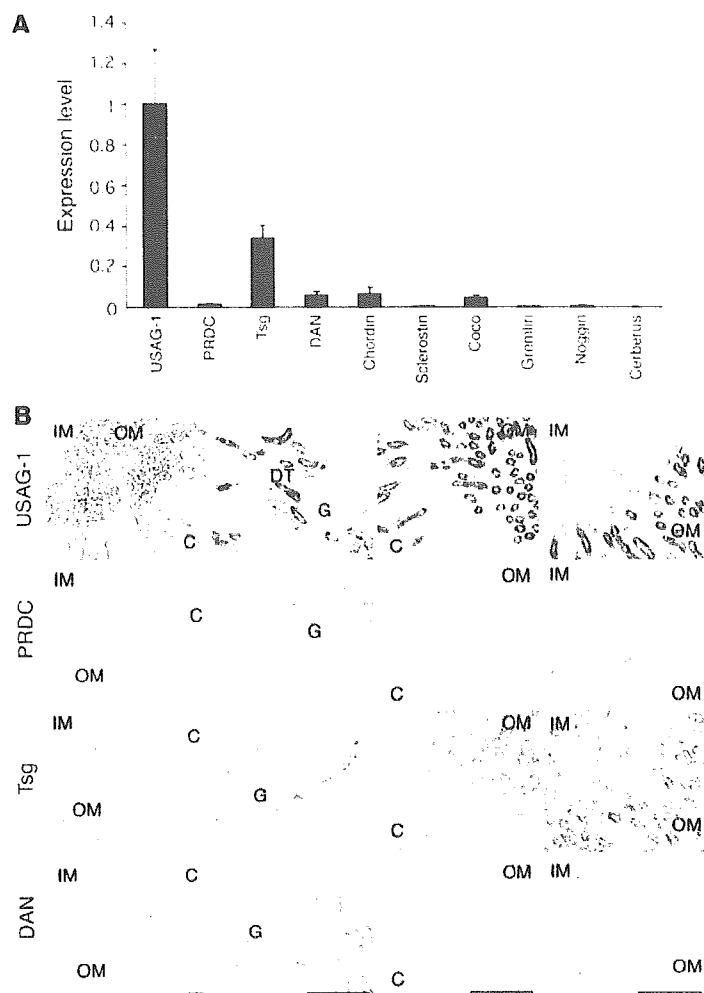 A
Expression level
1.4
1.2
1
0.8
0.6
0.4
0.2
0
USAG-1
PRDC
Tsg
DAN
Chordin
Sclerostin
Coco
Gremlin
Noggin
Cerberus
B
USAG-1
IM OM DT G C OM C IM OM
PRDC
IM OM C G OM C IM OM
Tsg
IM OM C G OM C IM OM
DAN
IM OM C G OM C IM OM